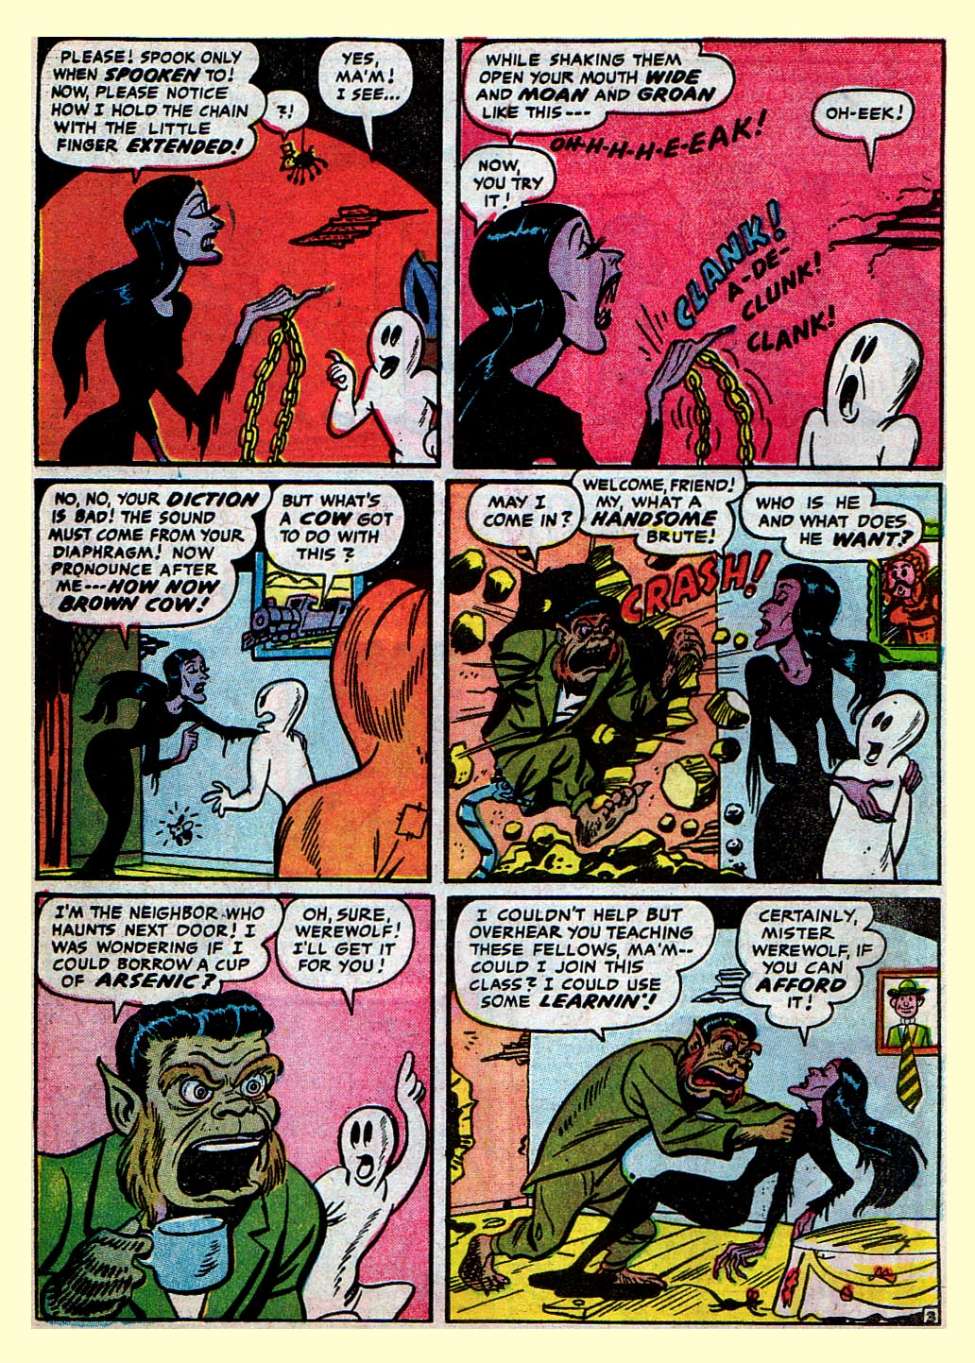 PLEASE! SPOOK ONLY
WHEN SPOOKEN TO!
NOW, PLEASE NOTICE
HOW I HOLD THE CHAIN
WITH THE LITTLE
FINGER EXTENDED!
?!
YES,
MA'M!
I SEE...
WHILE SHAKING THEM
OPEN YOUR MOUTH WIDE
AND MOAN AND GROAN
LIKE THIS---
OH-H-H-H-E-EAK!
NOW,
YOU TRY
IT!
CLANK!
A-DE-
CLUNK!
CLANK!
OH-EEK!
NO, NO, YOUR DICTION
IS BAD! THE SOUND
MUST COME FROM YOUR
DIAPHRAGM! NOW
PRONOUNCE AFTER
ME---HOW NOW
BROWN COW!
BUT WHAT'S
A COW GOT
TO DO WITH
THIS?
MAY I
COME IN?
WELCOME, FRIEND!
MY, WHAT A
HANDSOME
BRUTE!
CRASH!
WHO IS HE
AND WHAT DOES
HE WANT?
I'M THE NEIGHBOR WHO
HAUNTS NEXT DOOR! I
WAS WONDERING IF I
COULD BORROW A CUP
OF ARSENIC?
OH, SURE,
WEREWOLF!
I'LL GET IT
FOR YOU!
I COULDN'T HELP BUT
OVERHEAR YOU TEACHING
THESE FELLOWS, MA'M--
COULD I JOIN THIS
CLASS? I COULD USE
SOME LEARNIN'!
CERTAINLY,
MISTER
WEREWOLF, IF
YOU CAN
AFFORD
IT!
3